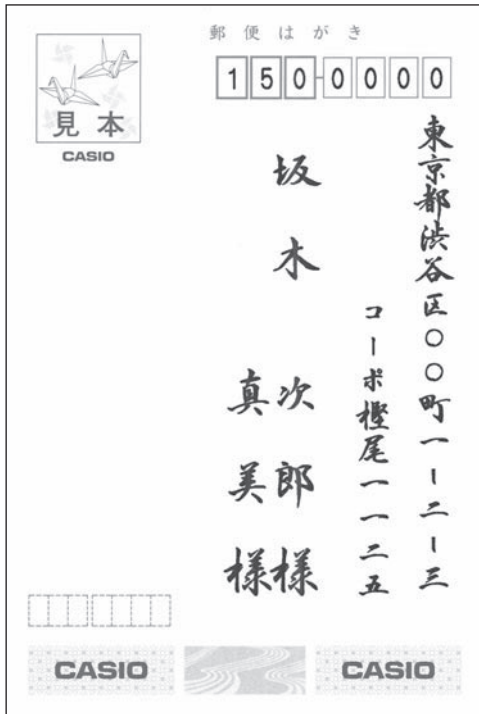 郵便はがき
150-0000
見本
CASIO
東京都渋谷区〇〇町一ー二ー三
コーポ樫尾一一二五
坂木 次郎様
真美様
CASIO
CASIO